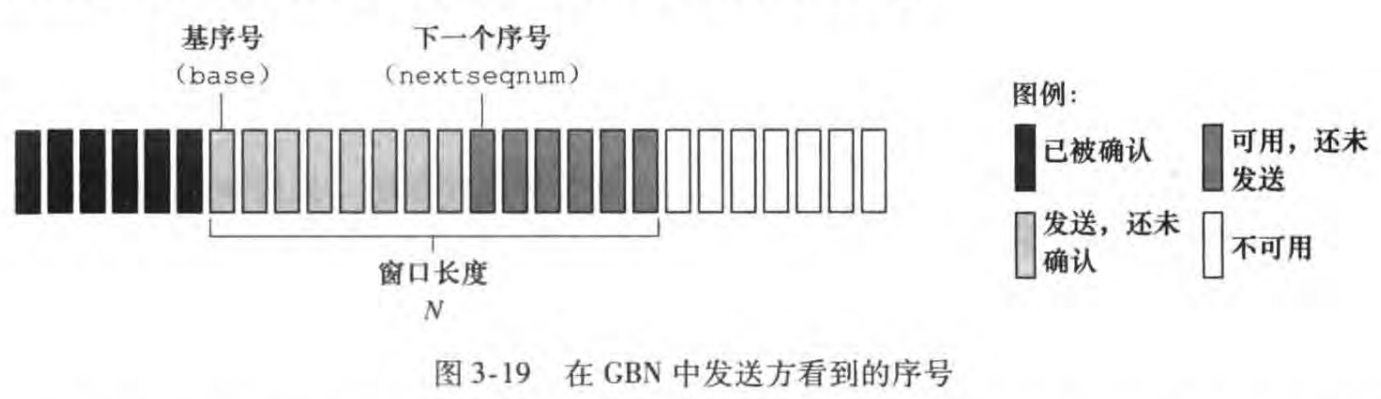 基序号
（base）
下一个序号
（nextseqnum）
窗口长度
N
图例：
已被确认
发送，还未
确认
可用，还未
发送
不可用
图 3-19 在 GBN 中发送方看到的序号